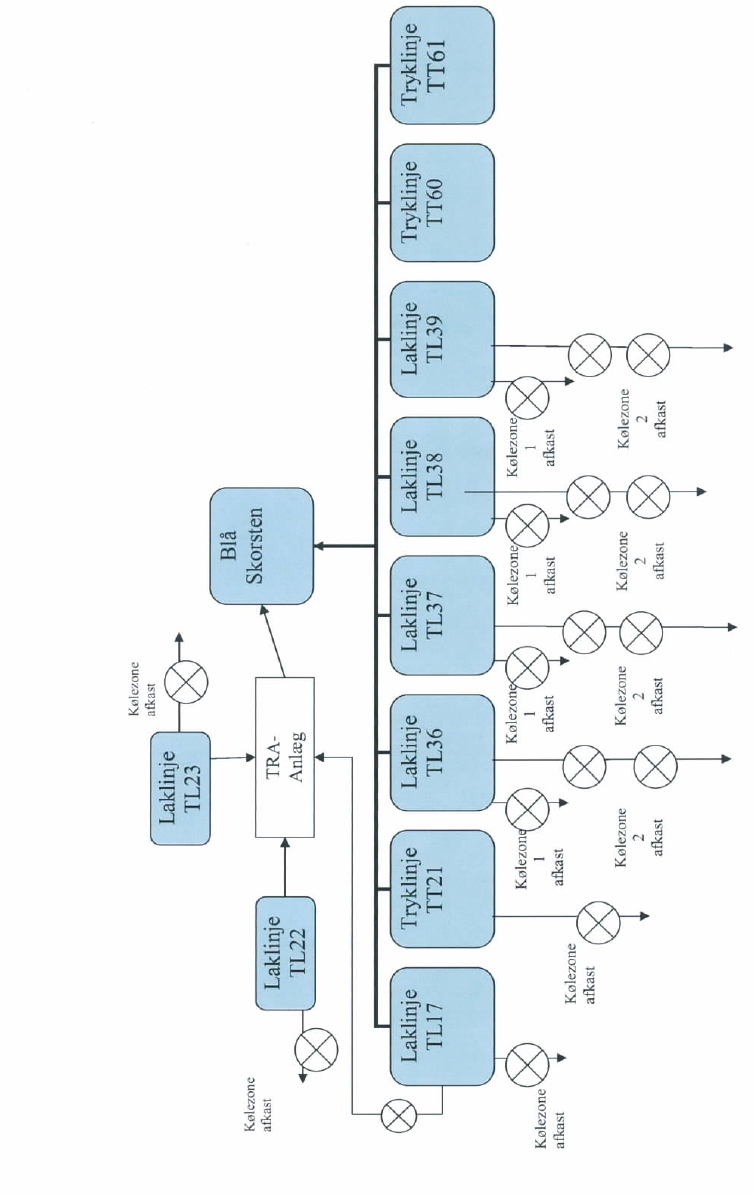 Kølezone
afkast
Laklinje
TL23
Blå
Skorsten
TRA-
Anlæg
Laklinje
TL22
Kølezone
afkast
Laklinje
TL17
Tryklinje
TT21
Laklinje
TL36
Laklinje
TL37
Laklinje
TL38
Laklinje
TL39
Tryklinje
TT60
Tryklinje
TT61
Kølezone
afkast
Kølezone
afkast
Kølezone
1
afkast
Kølezone
1
afkast
Kølezone
1
afkast
Kølezone
1
afkast
Kølezone
2
afkast
Kølezone
2
afkast
Kølezone
2
afkast
Kølezone
2
afkast